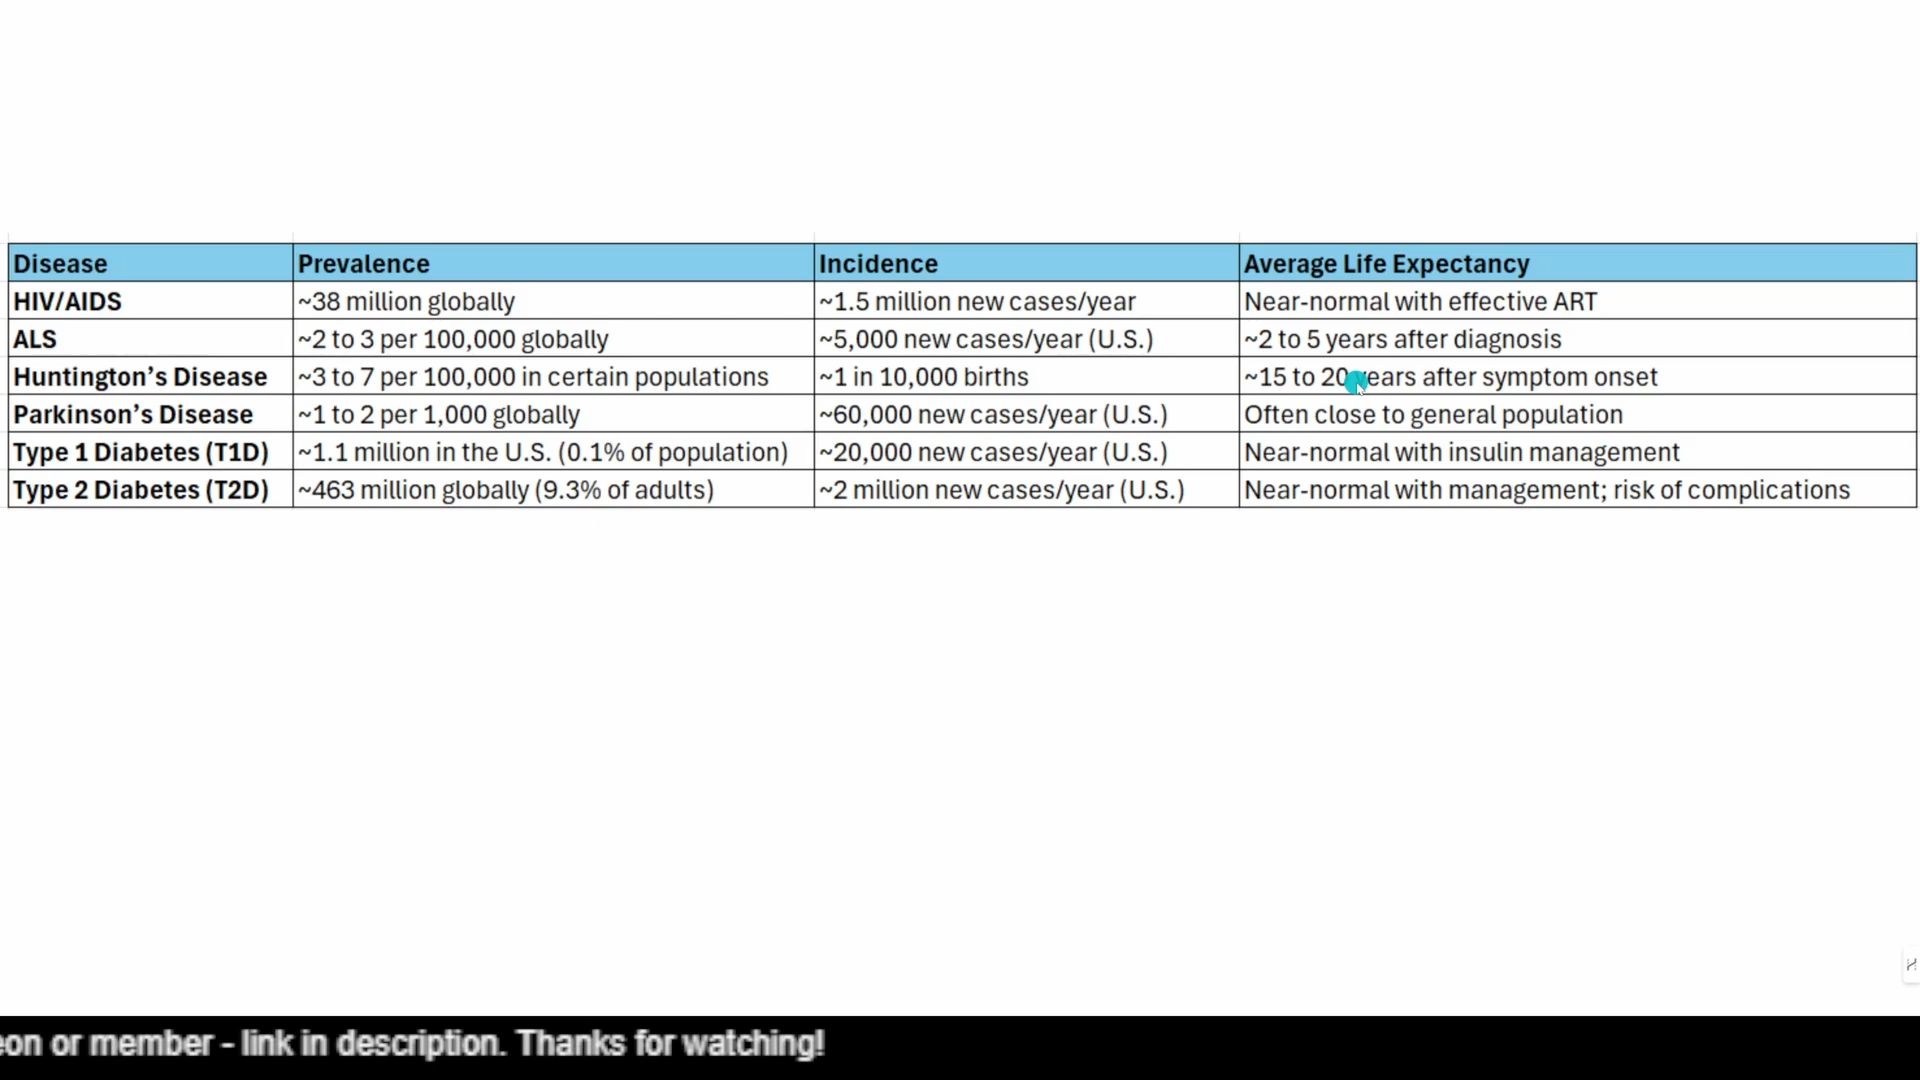 Disease Prevalence Incidence Average Life Expectancy
HIV/AIDS ~38 million globally ~1.5 million new cases/year Near-normal with effective ART
ALS ~2 to 3 per 100,000 globally ~5,000 new cases/year (U.S.) ~2 to 5 years after diagnosis
Huntington’s Disease ~3 to 7 per 100,000 in certain populations ~1 in 10,000 births ~15 to 20 years after symptom onset
Parkinson’s Disease ~1 to 2 per 1,000 globally ~60,000 new cases/year (U.S.) Often close to general population
Type 1 Diabetes (T1D) ~1.1 million in the U.S. (0.1% of population) ~20,000 new cases/year (U.S.) Near-normal with insulin management
Type 2 Diabetes (T2D) ~463 million globally (9.3% of adults) ~2 million new cases/year (U.S.) Near-normal with management; risk of complications
eon or member - link in description. Thanks for watching!